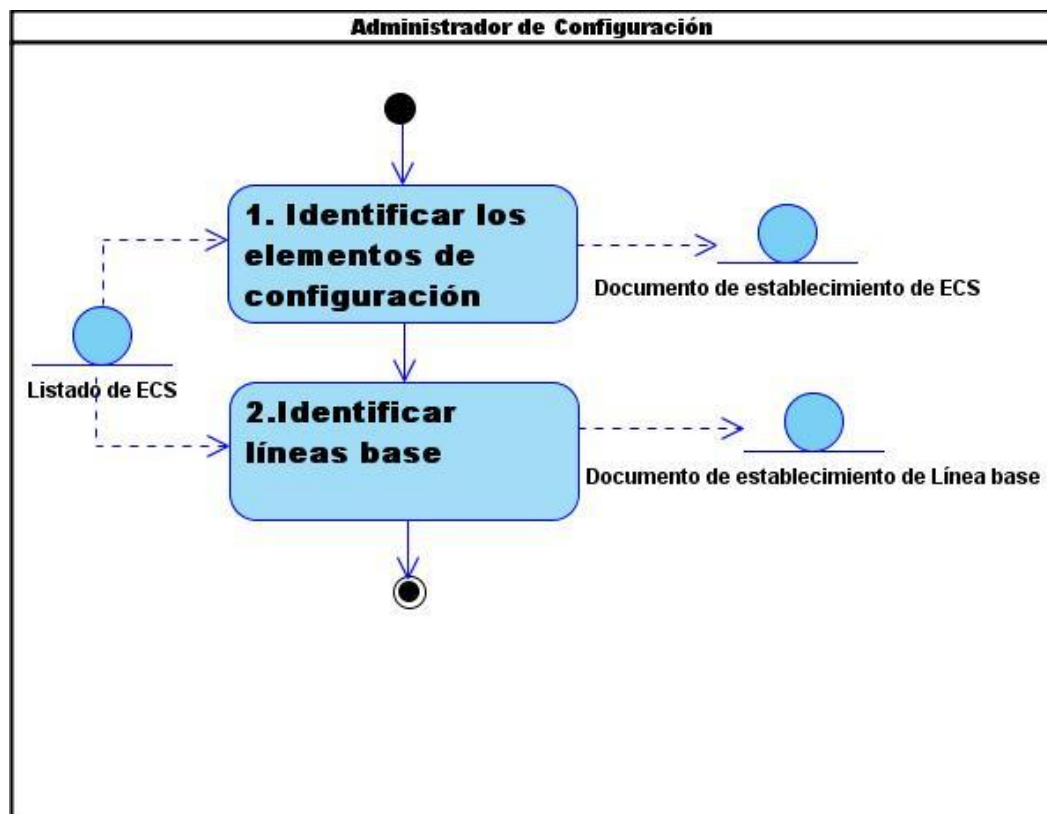 Administrador de Configuración
1. Identificar los
elementos de
configuración
Documento de establecimiento de ECS
Listado de ECS
2.Identificar
líneas base
Documento de establecimiento de Línea base